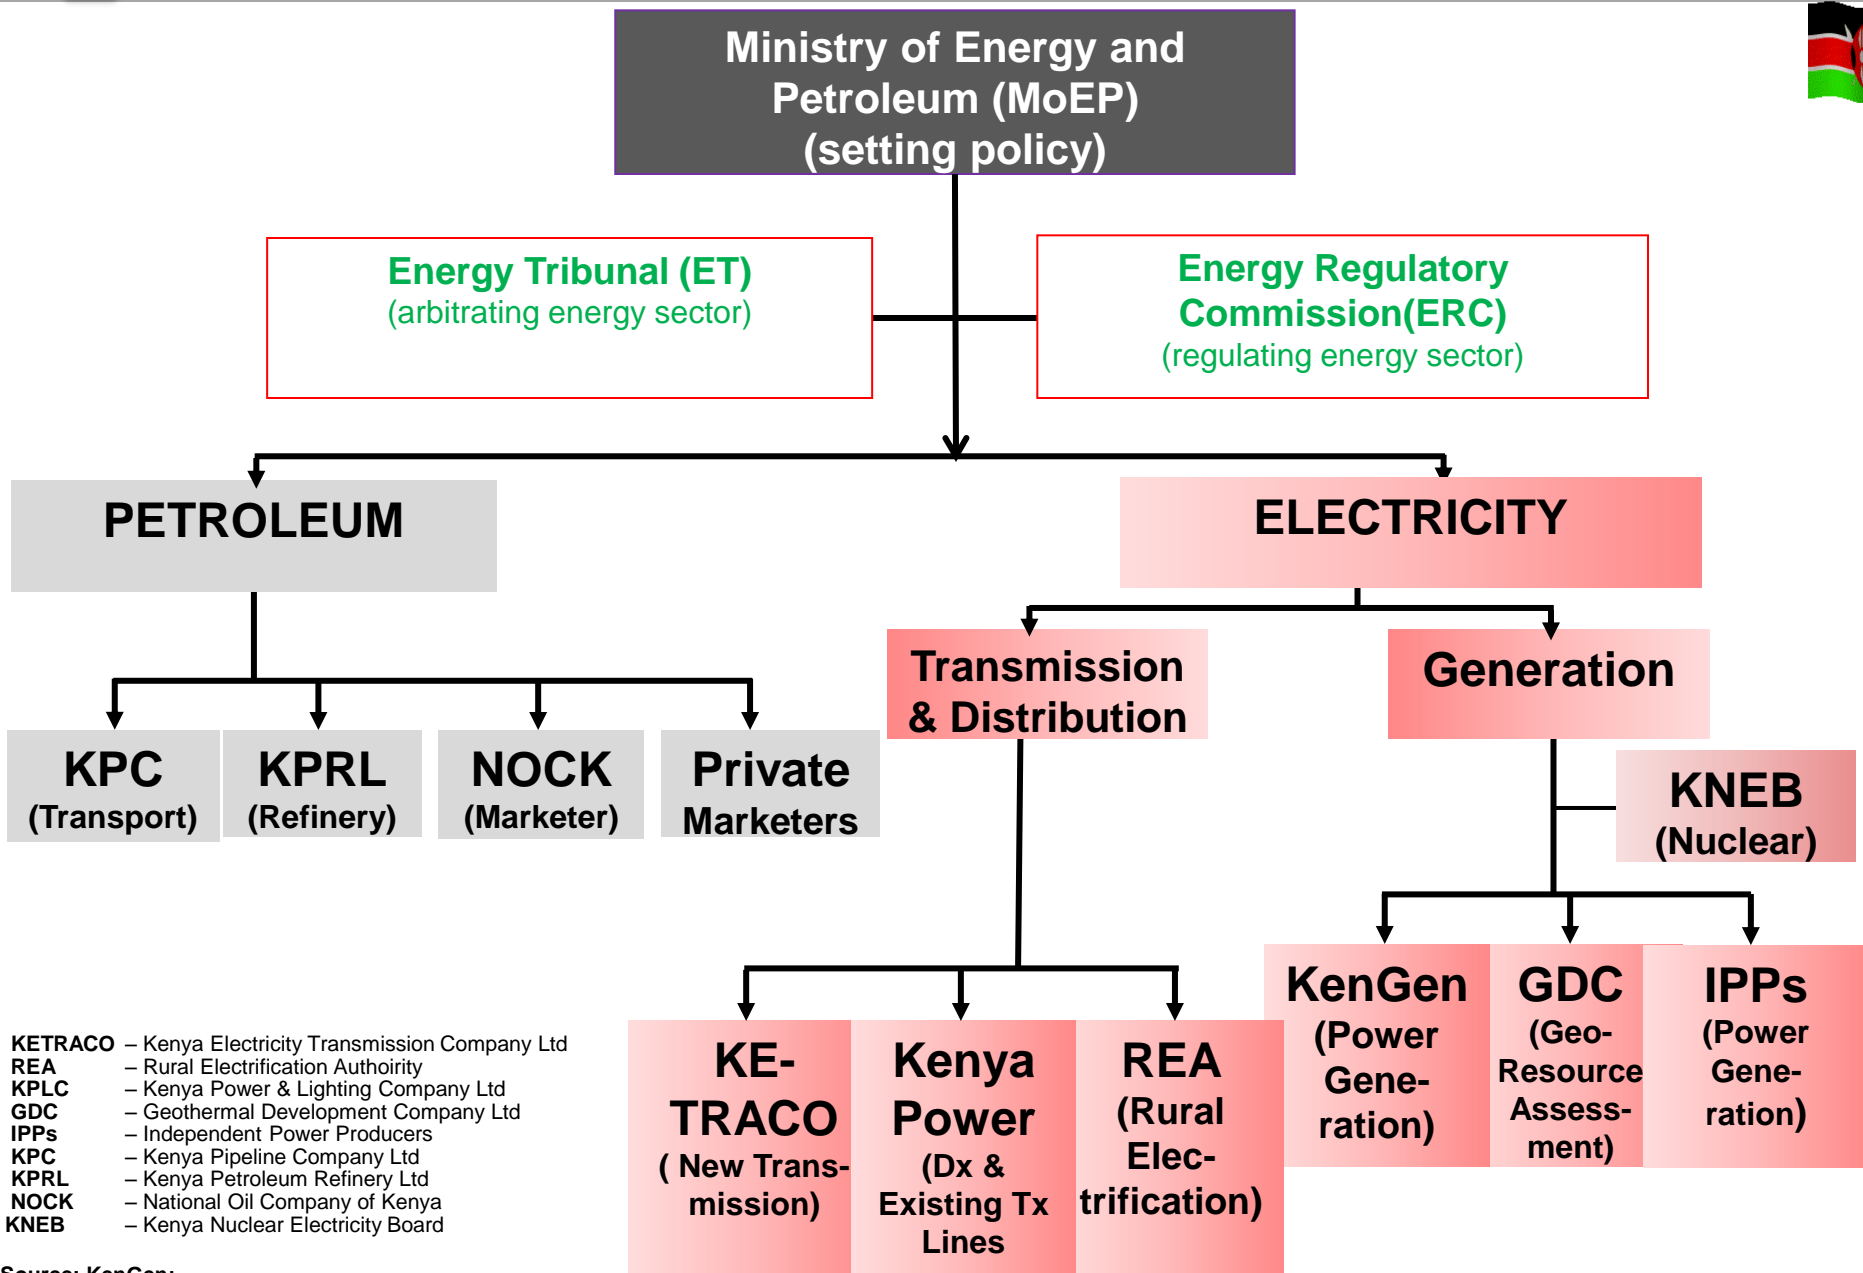 Ministry of Energy and
Petroleum (MoEP)
(setting policy)
Energy Tribunal (ET)
(arbitrating energy sector)
Energy Regulatory
Commission(ERC)
(regulating energy sector)
PETROLEUM
ELECTRICITY
Transmission
& Distribution
Generation
KPC
(Transport)
KPRL
(Refinery)
NOCK
(Marketer)
Private
Marketers
KNEB
(Nuclear)
KenGen
(Power
Gene-
ration)
GDC
(Geo-
Resource
Assess-
ment)
IPPs
(Power
Gene-
ration)
KE-
TRACO
( New Trans-
mission)
Kenya
Power
(Dx &
Existing Tx
Lines
REA
(Rural
Elec-
trification)
KETRACO – Kenya Electricity Transmission Company Ltd
REA – Rural Electrification Authoirity
KPLC – Kenya Power & Lighting Company Ltd
GDC – Geothermal Development Company Ltd
IPPs – Independent Power Producers
KPC – Kenya Pipeline Company Ltd
KPRL – Kenya Petroleum Refinery Ltd
NOCK – National Oil Company of Kenya
KNEB – Kenya Nuclear Electricity Board
Source: KenGen;